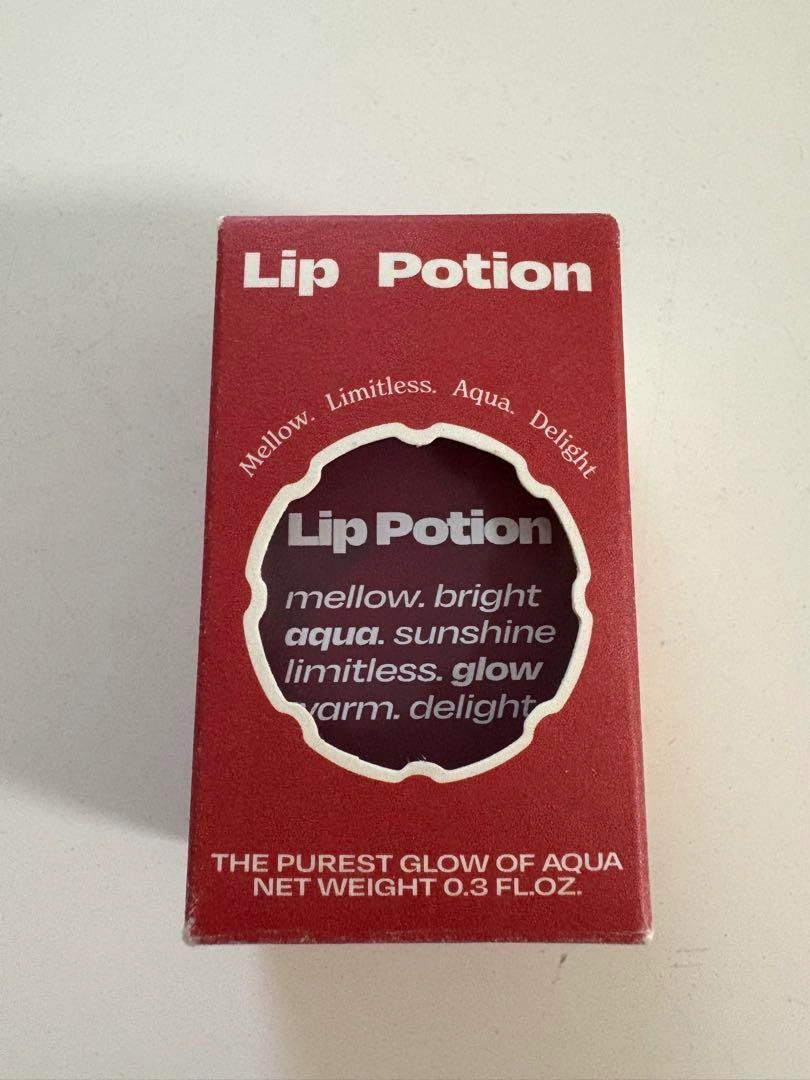 Lip Potion
Mellow. Limitless. Aqua. Delight
Lip Potion
mellow. bright
aqua. sunshine
limitless. glow
warm. delight
THE PUREST GLOW OF AQUA
NET WEIGHT 0.3 FL.OZ.